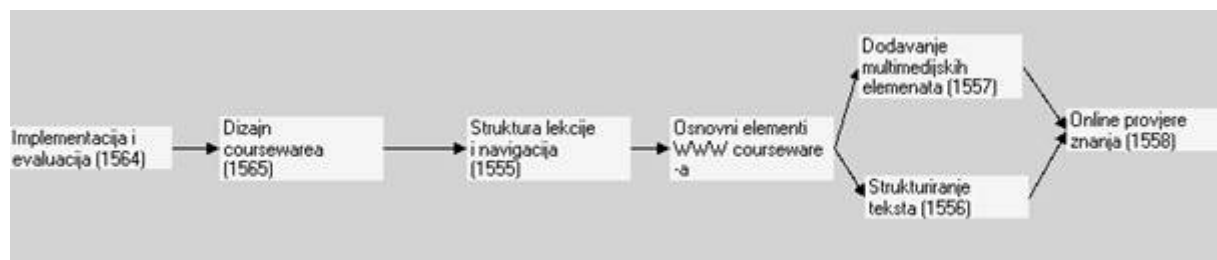 Implementacija i
evaluacija (1564)
Dizajn
coursewarea
(1565)
Struktura lekcije
i navigacija
(1555)
Osnovni elementi
WWW courseware
-a
Dodavanje
multimedijskih
elemenata (1557)
Strukturiranje
teksta (1556)
Online provjere
znanja (1558)